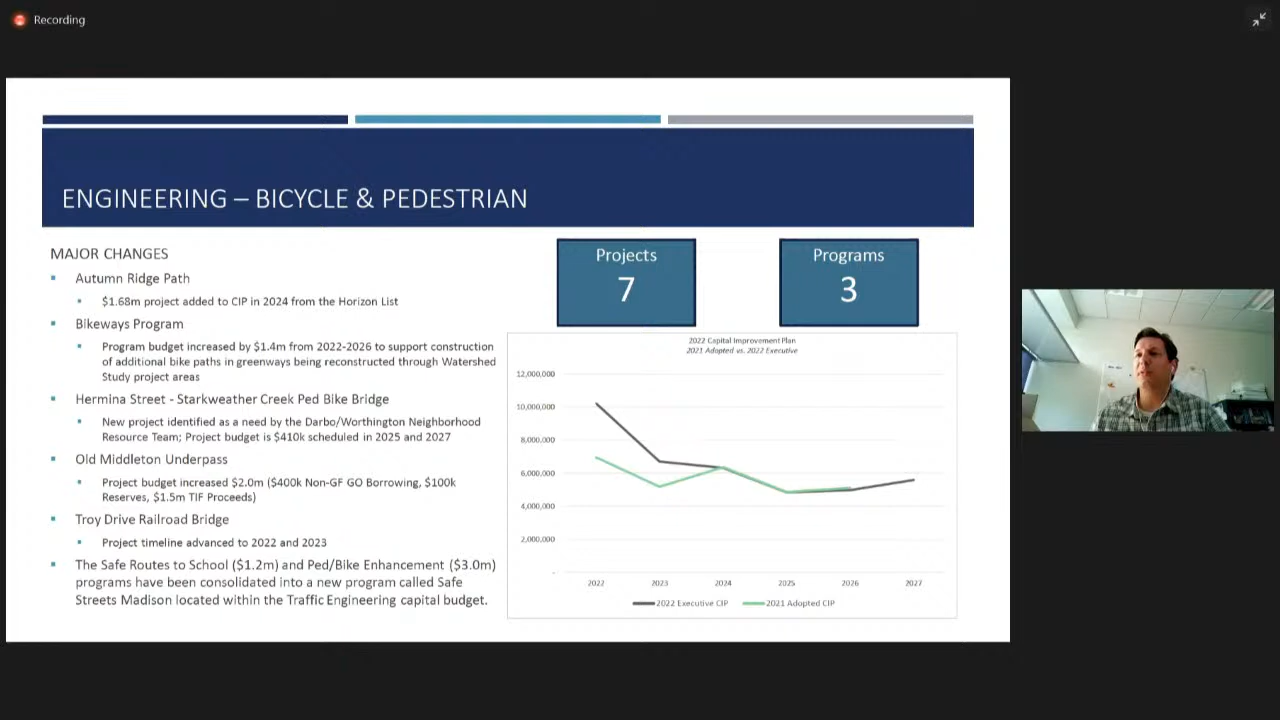 Recording
ENGINEERING – BICYCLE & PEDESTRIAN
MAJOR CHANGES
Autumn Ridge Path
$1.68m project added to CIP in 2024 from the Horizon List
Bikeways Program
Program budget increased by $1.4m from 2022-2026 to support construction
of additional bike paths in greenways being reconstructed through Watershed
Study project areas
Hermina Street - Starkweather Creek Ped Bike Bridge
New project identified as a need by the Darbo/Worthington Neighborhood
Resource Team; Project budget is $410k scheduled in 2025 and 2027
Old Middleton Underpass
Project budget increased $2.0m ($400k Non-GF GO Borrowing, $100k
Reserves, $1.5m TIF Proceeds)
Troy Drive Railroad Bridge
Project timeline advanced to 2022 and 2023
The Safe Routes to School ($1.2m) and Ped/Bike Enhancement ($3.0m)
programs have been consolidated into a new program called Safe
Streets Madison located within the Traffic Engineering capital budget.
Projects
7
Programs
3
2022 Capital Improvement Plan
2021 Adopted vs. 2022 Executive
12,000,000
10,000,000
8,000,000
6,000,000
4,000,000
2,000,000
-
2022 2023 2024 2025 2026 2027
2022 Executive CIP 2021 Adopted CIP